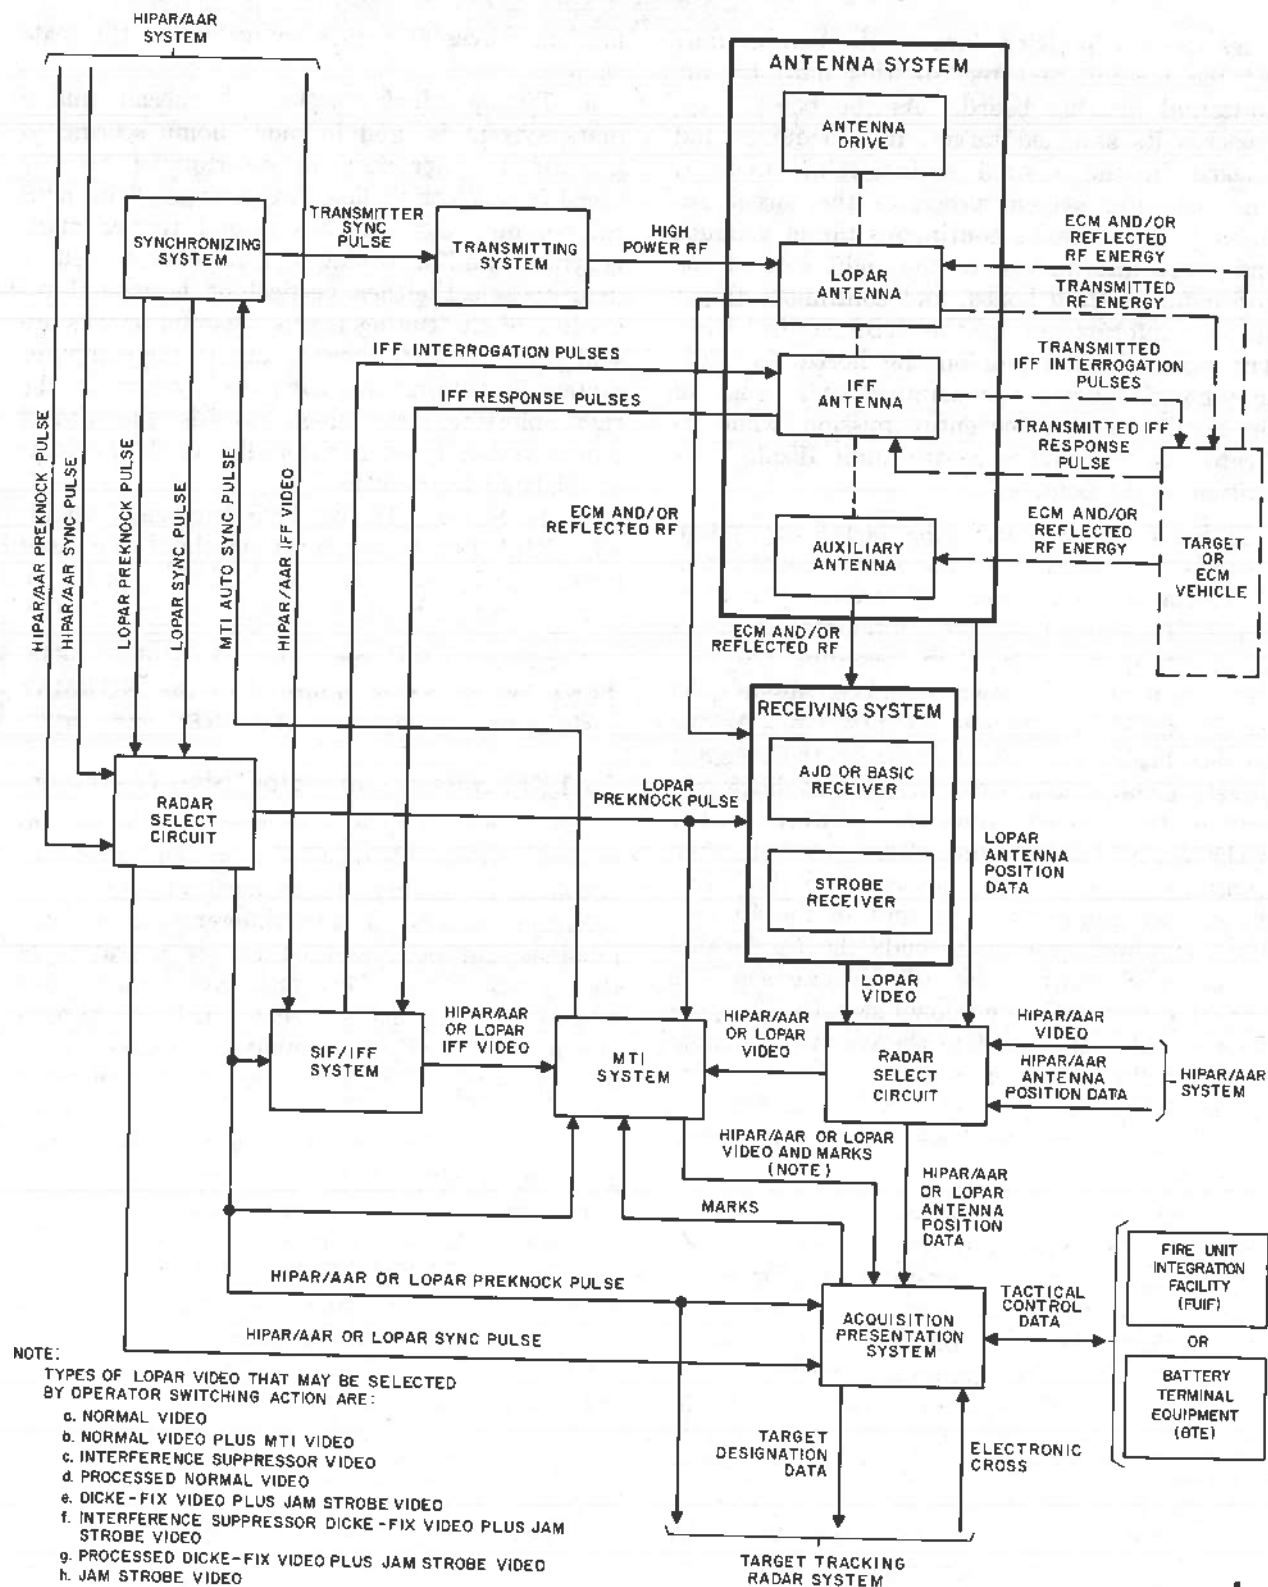 HIPAR/AAR
SYSTEM
ANTENNA SYSTEM
ANTENNA
DRIVE
SYNCHRONIZING
SYSTEM
TRANSMITTER
SYNC
PULSE
TRANSMITTING
SYSTEM
HIGH
POWER RF
LOPAR
ANTENNA
ECM AND/OR
REFLECTED
RF ENERGY
TRANSMITTED
RF ENERGY
IFF INTERROGATION PULSES
IFF RESPONSE PULSES
IFF
ANTENNA
TRANSMITTED
IFF INTERROGATION
PULSES
TRANSMITTED IFF
RESPONSE
PULSE
HIPAR/AAR PREKNOCK PULSE
HIPAR/AAR SYNC PULSE
LOPAR PREKNOCK PULSE
LOPAR SYNC PULSE
MTI AUTO SYNC PULSE
HIPAR/AAR IFF VIDEO
ECM AND/OR
REFLECTED RF
AUXILIARY
ANTENNA
ECM AND/OR
REFLECTED
RF ENERGY
TARGET
OR
ECM
VEHICLE
ECM AND/OR
REFLECTED RF
RECEIVING SYSTEM
AJD OR BASIC
RECEIVER
STROBE
RECEIVER
RADAR
SELECT
CIRCUIT
LOPAR
PREKNOCK PULSE
LOPAR
ANTENNA
POSITION
DATA
LOPAR
VIDEO
SIF/IFF
SYSTEM
HIPAR/AAR
OR LOPAR
IFF VIDEO
MTI
SYSTEM
HIPAR/AAR
OR LOPAR
VIDEO
RADAR
SELECT
CIRCUIT
HIPAR/AAR
VIDEO
HIPAR/AAR
ANTENNA
POSITION DATA
HIPAR/AAR
SYSTEM
HIPAR/AAR OR LOPAR
VIDEO AND MARKS
(NOTE)
MARKS
HIPAR/AAR
OR LOPAR
ANTENNA
POSITION
DATA
HIPAR/AAR OR LOPAR PREKNOCK PULSE
HIPAR/AAR OR LOPAR SYNC PULSE
ACQUISITION
PRESENTATION
SYSTEM
TACTICAL
CONTROL
DATA
FIRE UNIT
INTEGRATION
FACILITY
(FUIF)
OR
BATTERY
TERMINAL
EQUIPMENT
(BTE)
TARGET
DESIGNATION
DATA
ELECTRONIC
CROSS
TARGET TRACKING
RADAR SYSTEM
NOTE:
TYPES OF LOPAR VIDEO THAT MAY BE SELECTED
BY OPERATOR SWITCHING ACTION ARE:
a. NORMAL VIDEO
b. NORMAL VIDEO PLUS MTI VIDEO
c. INTERFERENCE SUPPRESSOR VIDEO
d. PROCESSED NORMAL VIDEO
e. DICKE-FIX VIDEO PLUS JAM STROBE VIDEO
f. INTERFERENCE SUPPRESSOR DICKE-FIX VIDEO PLUS JAM
STROBE VIDEO
g. PROCESSED DICKE-FIX VIDEO PLUS JAM STROBE VIDEO
h. JAM STROBE VIDEO